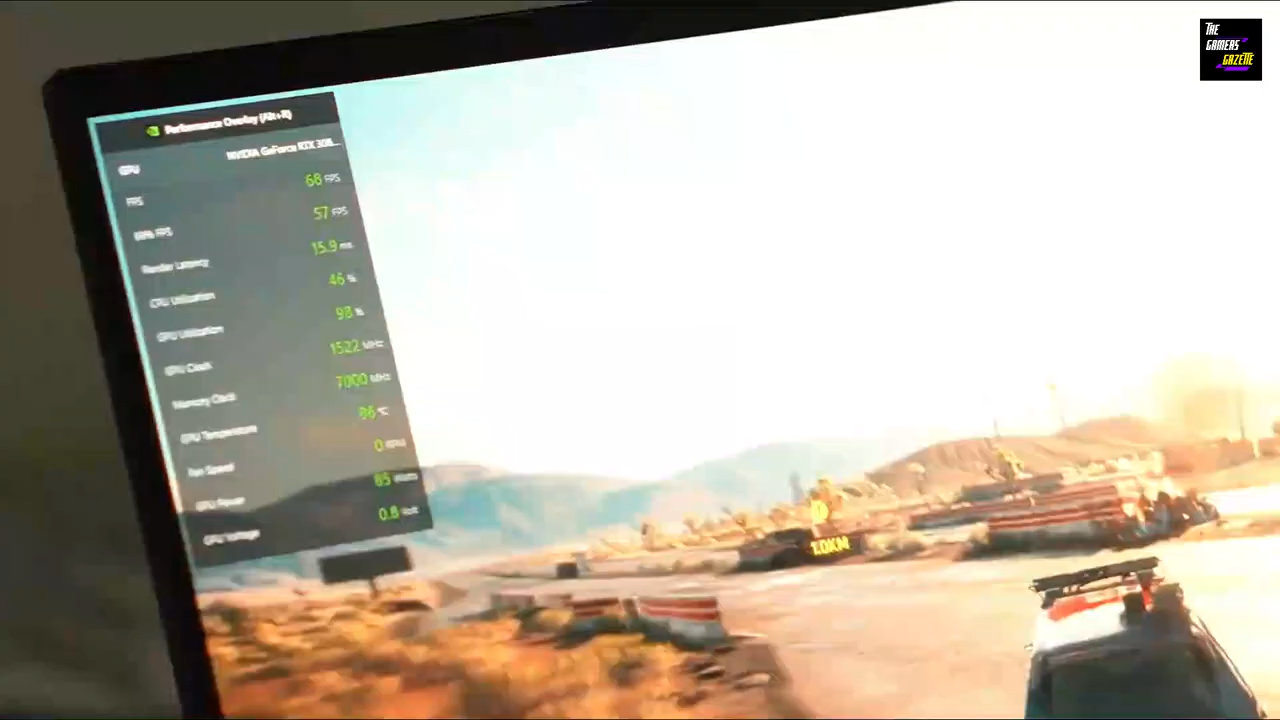 THE
GAMERS
GAZETTE
Performance Overlay (Alt+R)
GPU NVIDIA GeForce RTX 308...
FPS 68 FPS
99% FPS 57 FPS
Render Latency 15.9 ms
CPU Utilization 46 %
GPU Utilization 98 %
GPU Clock 1522 MHz
Memory Clock 7000 MHz
GPU Temperature 86 °C
Fan Speed 0 RPM
GPU Power 85 Watts
GPU Voltage 0.8 Volt
1.0KM